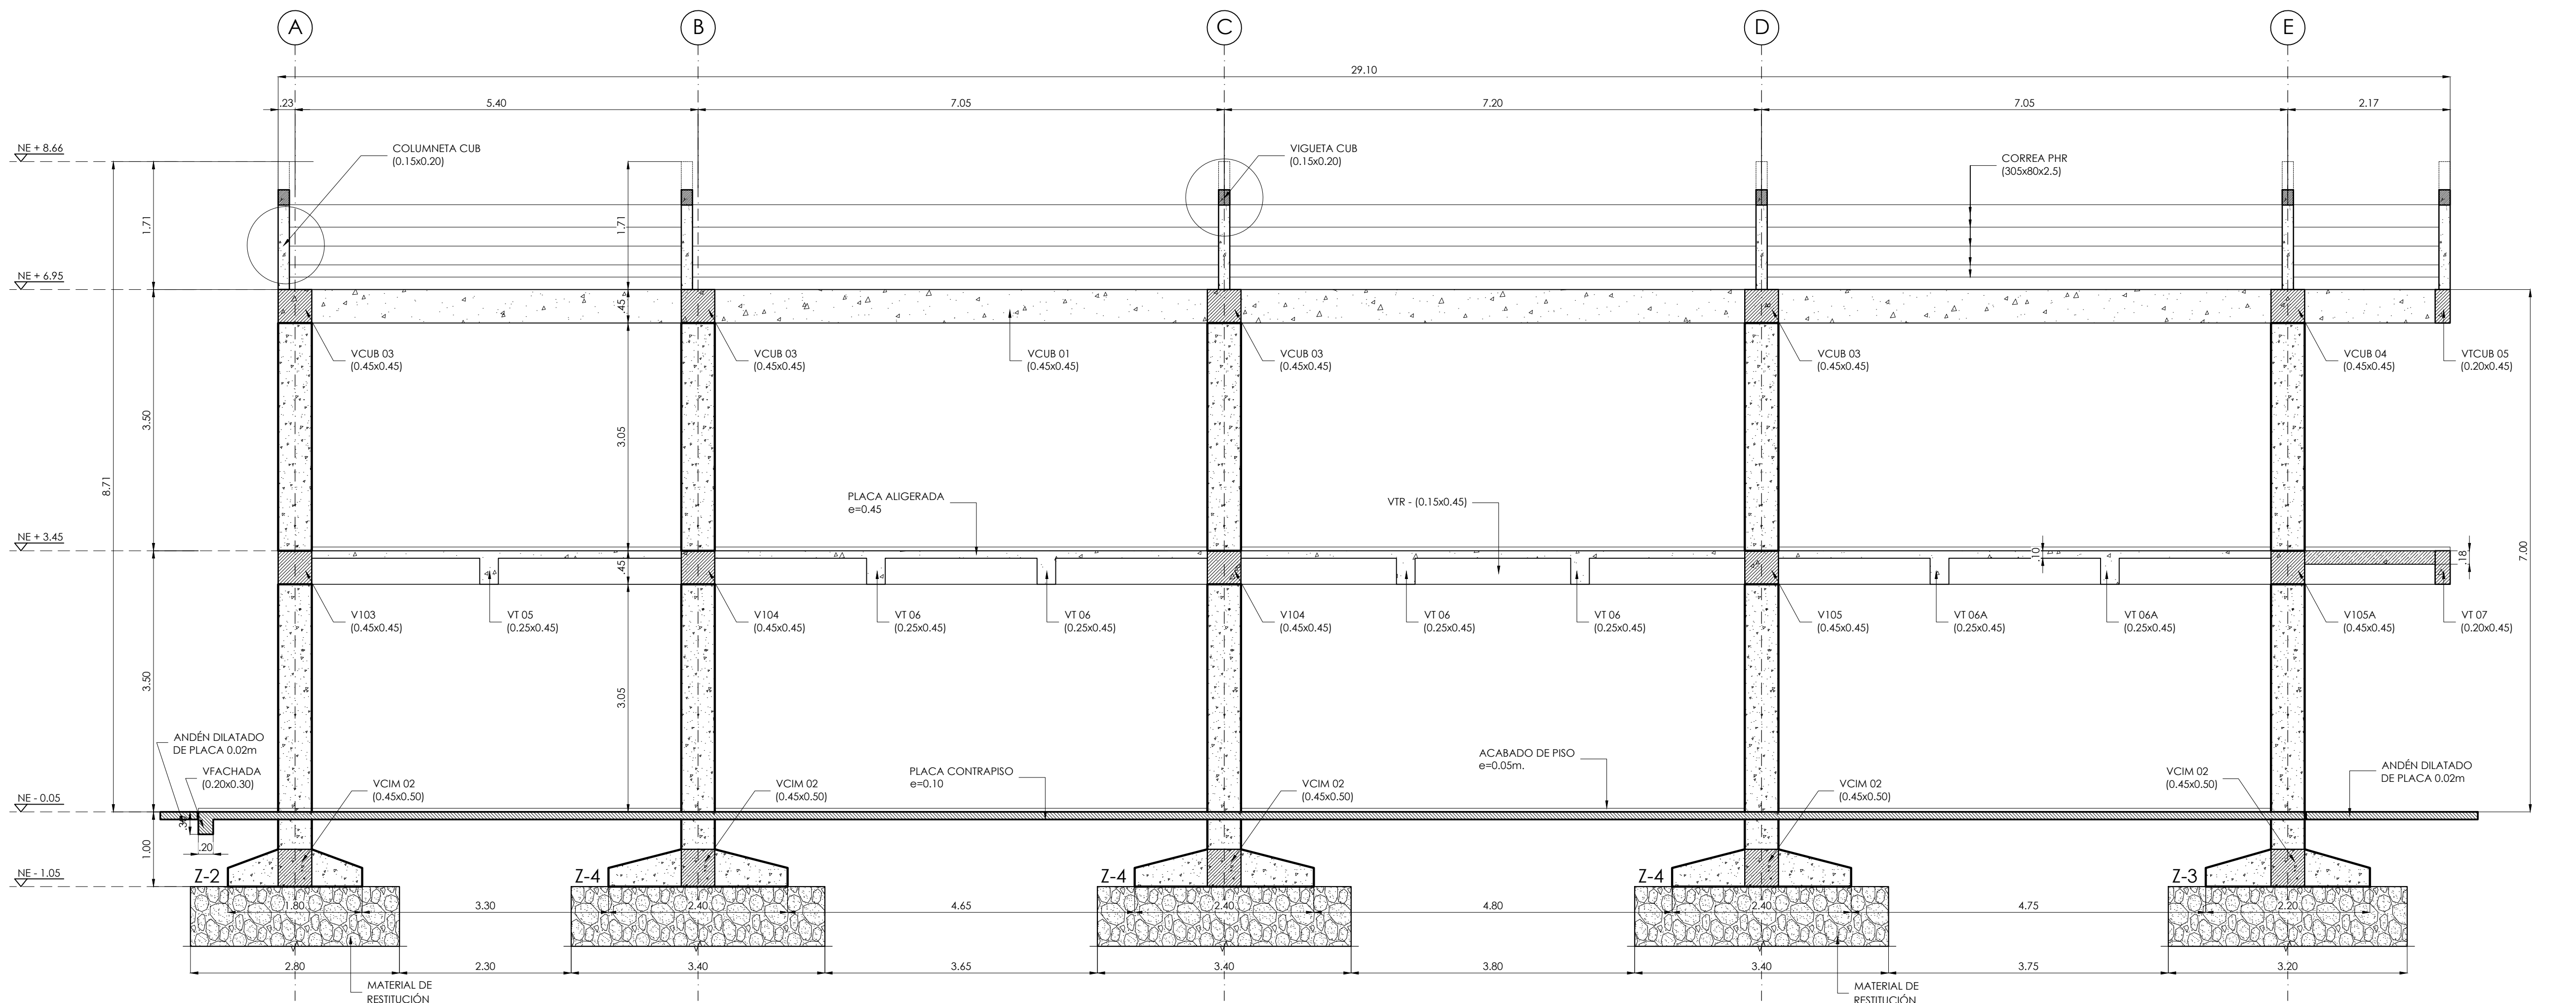 A
B
C
D
E
29.10
.23
5.40
7.05
7.20
7.05
2.17
NE + 8.66
COLUMNETA CUB
(0.15x0.20)
VIGUETA CUB
(0.15x0.20)
CORREA PHR
(305x80x2.5)
1.71
1.71
NE + 6.95
.45
VCUB 03
(0.45x0.45)
VCUB 03
(0.45x0.45)
VCUB 01
(0.45x0.45)
VCUB 03
(0.45x0.45)
VCUB 03
(0.45x0.45)
VCUB 04
(0.45x0.45)
VTCUB 05
(0.20x0.45)
3.50
3.05
8.71
7.00
PLACA ALIGERADA
e=0.45
VTR - (0.15x0.45)
NE + 3.45
.45
.10
.18
V103
(0.45x0.45)
VT 05
(0.25x0.45)
V104
(0.45x0.45)
VT 06
(0.25x0.45)
VT 06
(0.25x0.45)
V104
(0.45x0.45)
VT 06
(0.25x0.45)
VT 06
(0.25x0.45)
V105
(0.45x0.45)
VT 06A
(0.25x0.45)
VT 06A
(0.25x0.45)
V105A
(0.45x0.45)
VT 07
(0.20x0.45)
3.50
3.05
ANDÉN DILATADO
DE PLACA 0.02m
VFACHADA
(0.20x0.30)
VCIM 02
(0.45x0.50)
VCIM 02
(0.45x0.50)
PLACA CONTRAPISO
e=0.10
VCIM 02
(0.45x0.50)
ACABADO DE PISO
e=0.05m.
VCIM 02
(0.45x0.50)
VCIM 02
(0.45x0.50)
ANDÉN DILATADO
DE PLACA 0.02m
NE - 0.05
.20
1.00
NE - 1.05
Z-2
Z-4
Z-4
Z-4
Z-3
1.80
3.30
2.40
4.65
2.40
4.80
2.40
4.75
2.20
2.80
2.30
3.40
3.65
3.40
3.80
3.40
3.75
3.20
MATERIAL DE
RESTITUCIÓN
MATERIAL DE
RESTITUCIÓN